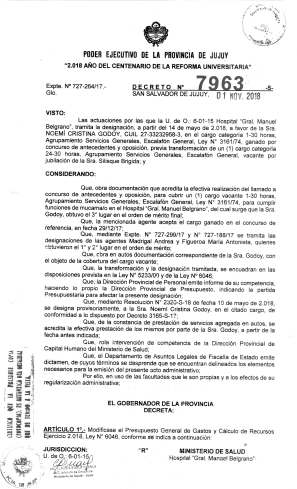 PODER EJECUTIVO DE LA PROVINCIA DE JUJUY
"2.018 AÑO DEL CENTENARIO DE LA REFORMA UNIVERSITARIA"
Expte. Nº 727-264/17.- DECRETO Nº 7963 -S-
Glo. SAN SALVADOR DE JUJUY, 01 NOV. 2018
VISTO:
Las actuaciones por las que la U. de O.: 6-01-15 Hospital "Gral. Manuel
Belgrano", tramita la designación, a partir de 14 de mayo de 2.018, a favor de la Sra.
NOEMÍ CRISTINA GODOY, CUIL 27-33232958-3, en el cargo categoría 1-30 horas,
Agrupamiento Servicios Generales, Escalafón General, Ley N° 3161/74, ganado por
concurso de antecedentes y oposición, previa transformación de un (1) cargo categoría
24-30 horas, Agrupamiento Servicios Generales, Escalafón General, vacante por
jubilación de la Sra. Brígida; y
CONSIDERANDO:
Que, obra documentación que acredita la efectiva realización del llamado a
concurso de antecedentes y oposición, para cubrir un (1) cargo vacante 1-30 horas,
Agrupamiento Servicios Generales, Escalafón General, Ley N° 3161/74, para cumplir
funciones de mucamado en el Hospital "Gral. Manuel Belgrano", del cual surge que la Sra.
Godoy, obtuvo el 3° lugar en el orden de mérito final;
Que, la mencionada agente accede al cargo ganado en el concurso de
referencia, en fecha 29/12/17;
Que, mediante Expte. N° 727-299/17 y N° 727-188/17 se tramita las
designaciones de las agentes Madrigal Andrea y Figueroa María Antonieta, quienes
obtuvieron el 1° y 2° lugar en el orden de mérito;
Que, obra en autos documentación correspondiente de la Sra. Godoy, con
el objeto de la cobertura del cargo vacante;
Que, la transformación y la designación tramitada, se encuadran en las
disposiciones prevista en la Ley N° 5233/00 y demás de la Ley N° 6046;
Que, la Dirección Provincial de Personal emite informe de su competencia,
haciendo lo propio la Dirección Provincial de Presupuesto, indicando la partida
Presupuestaria para afectar la presente designación;
Que, mediante Resolución N° 2920-S-18 de fecha 10 de mayo de 2.018,
se designa provisoriamente, a la Sra. Noemí Cristina Godoy, en el citado cargo, de
conformidad a lo dispuesto por Decreto 3165-S-17;
Que, de la constancia de prestación de servicios agregada en autos, se
acredita la efectiva prestación de los mismos por parte de la Sra. Godoy, a partir de la
fecha antes indicada;
Que, rola intervención de competencia de la Dirección Provincial de
Capital Humano del Ministerio de Salud;
Que, el Departamento de Asuntos Legales de Fiscalía de Estado emite
dictamen, de cuyos términos se desprende que se encuentran delineados los elementos
necesarios para la emisión del presente acto administrativo;
Por ello, en uso de las facultades que le son propias y a los efectos de su
regularización administrativa;
EL GOBERNADOR DE LA PROVINCIA
DECRETA:
ARTÍCULO 1°.- Modifícase el Presupuesto General de Gastos y Cálculo de Recursos
Ejercicio 2.018, Ley N° 6046, conforme se indica a continuación:
JURISDICCION: "R" MINISTERIO DE SALUD
U. de O.: 6-01-15 Hospital "Gral. Manuel Belgrano"